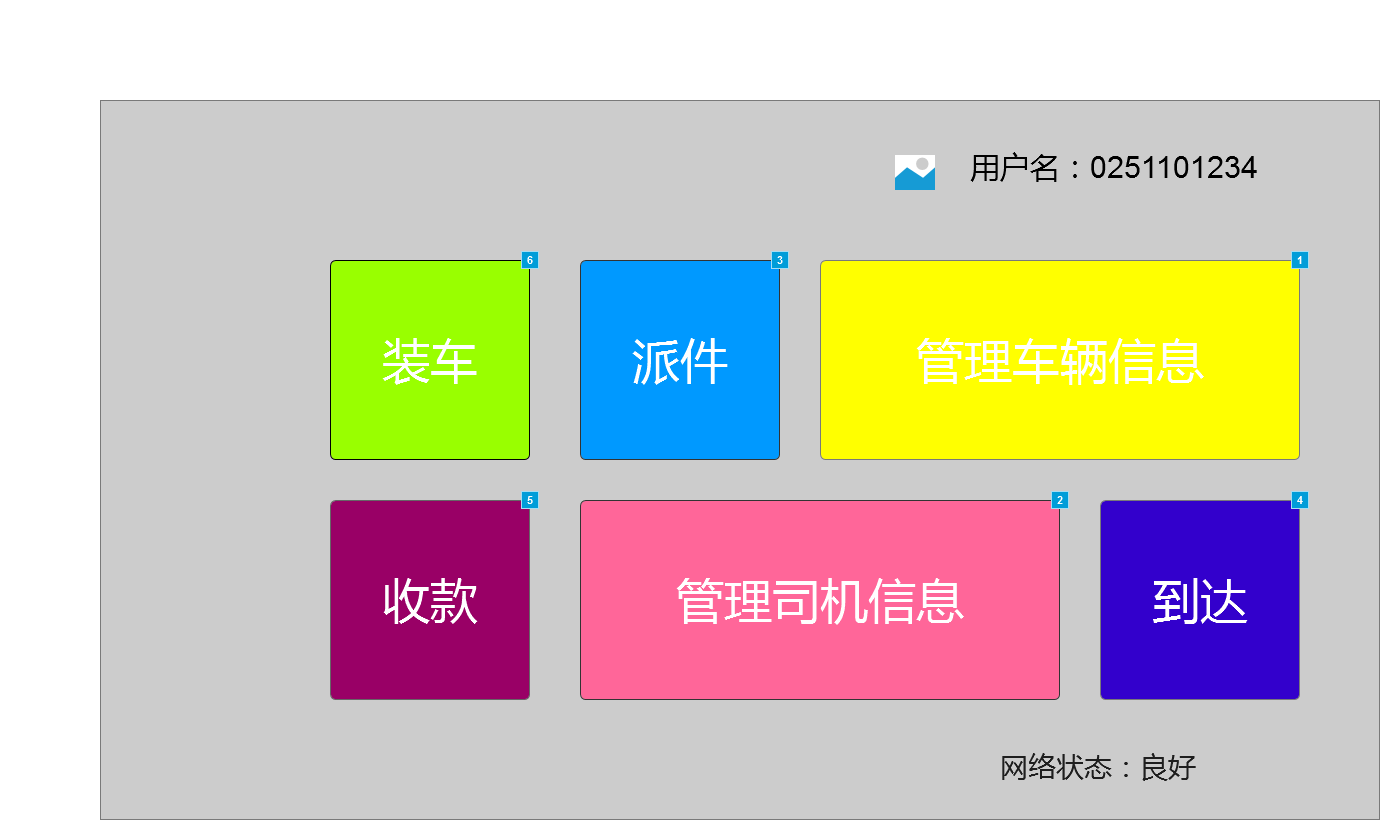 用户名：0251101234
6
3
1
装车
派件
管理车辆信息
5
2
4
收款
管理司机信息
到达
网络状态：良好